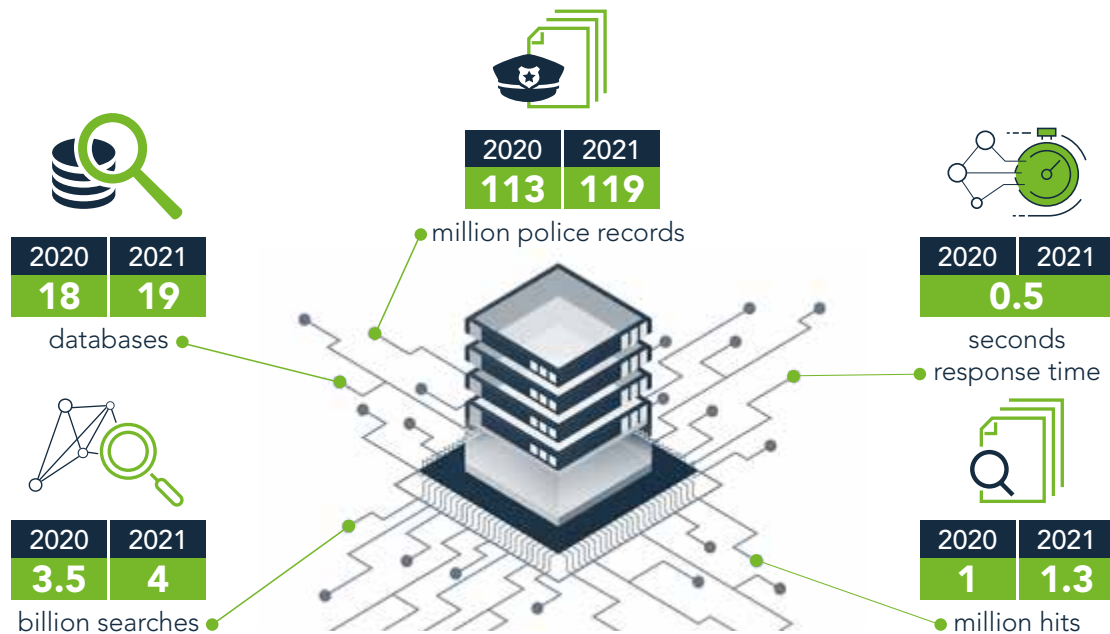 2020 2021
113 119
million police records
2020 2021
18 19
databases
2020 2021
0.5
seconds
response time
2020 2021
3.5 4
billion searches
2020 2021
1 1.3
million hits